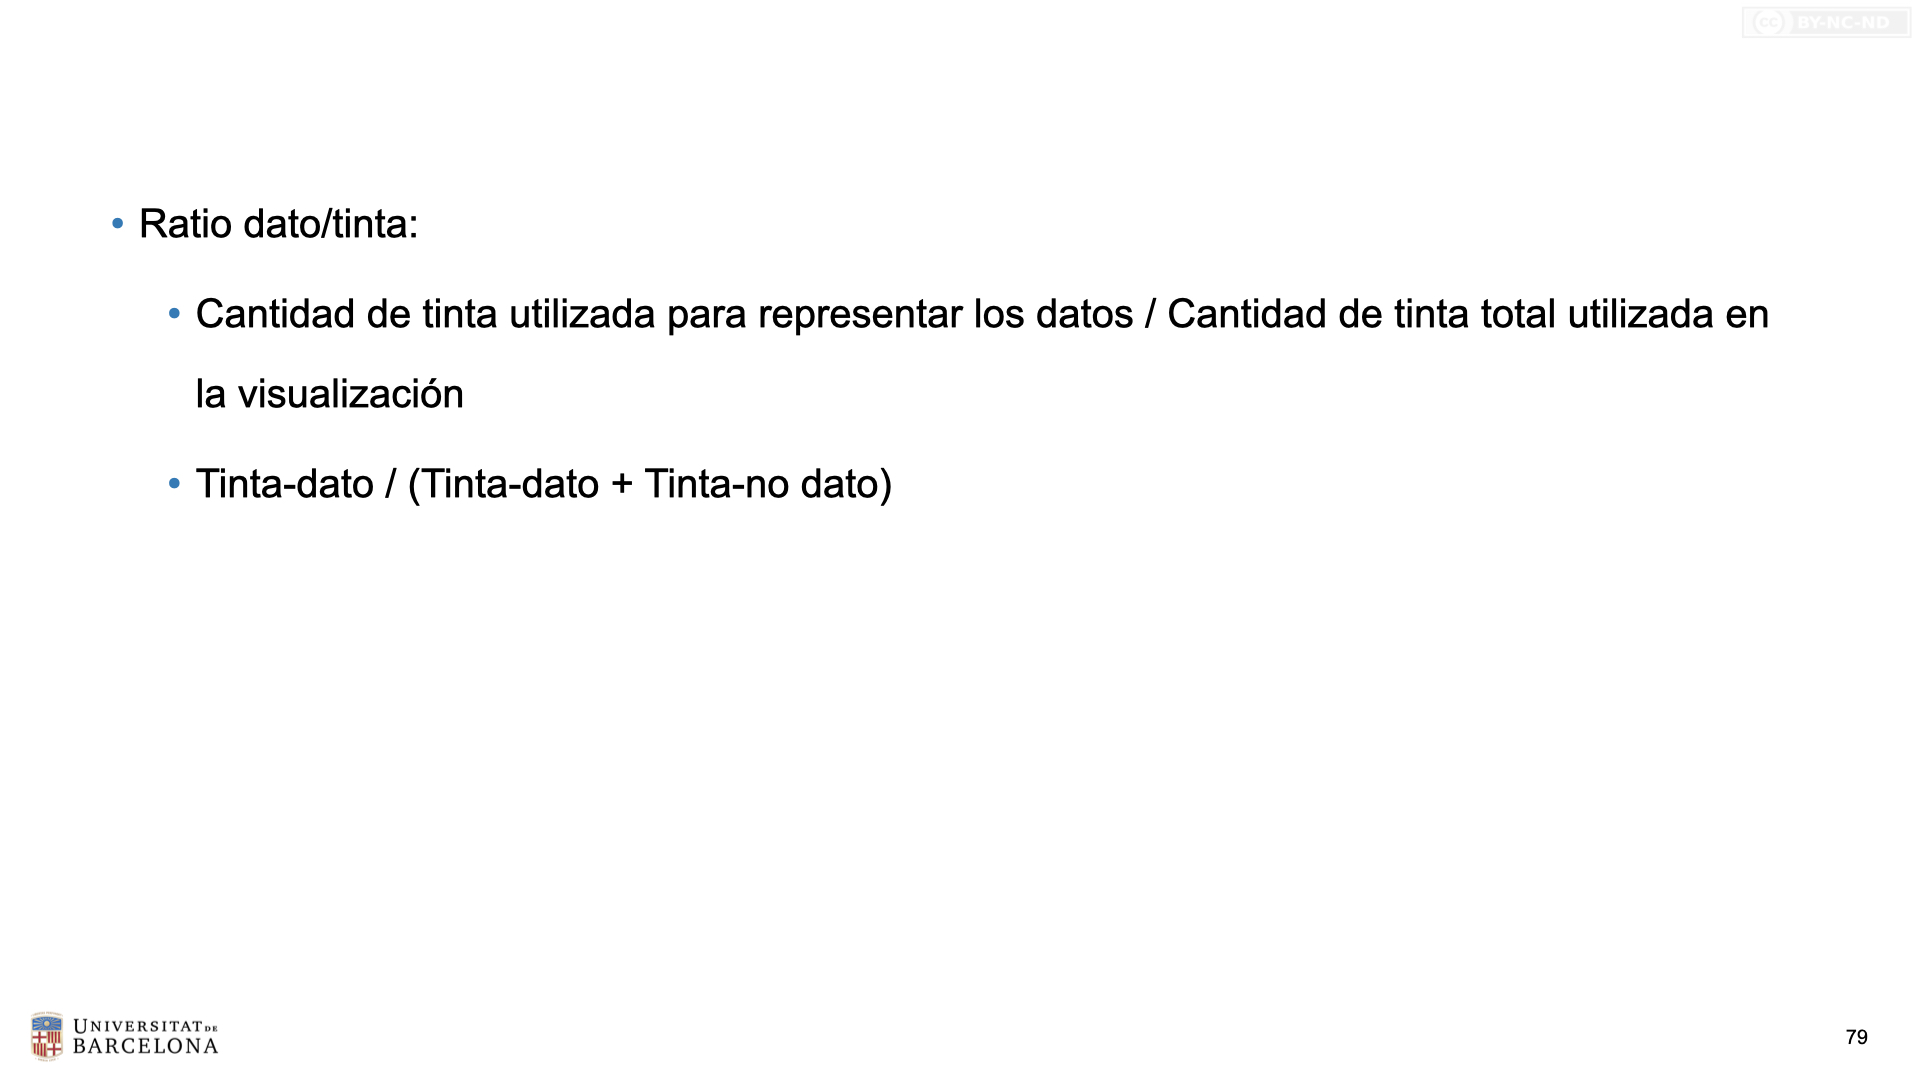 BY-NC-ND
• Ratio dato/tinta:
• Cantidad de tinta utilizada para representar los datos / Cantidad de tinta total utilizada en
la visualización
• Tinta-dato / (Tinta-dato + Tinta-no dato)
UNIVERSITAT DE
BARCELONA
79